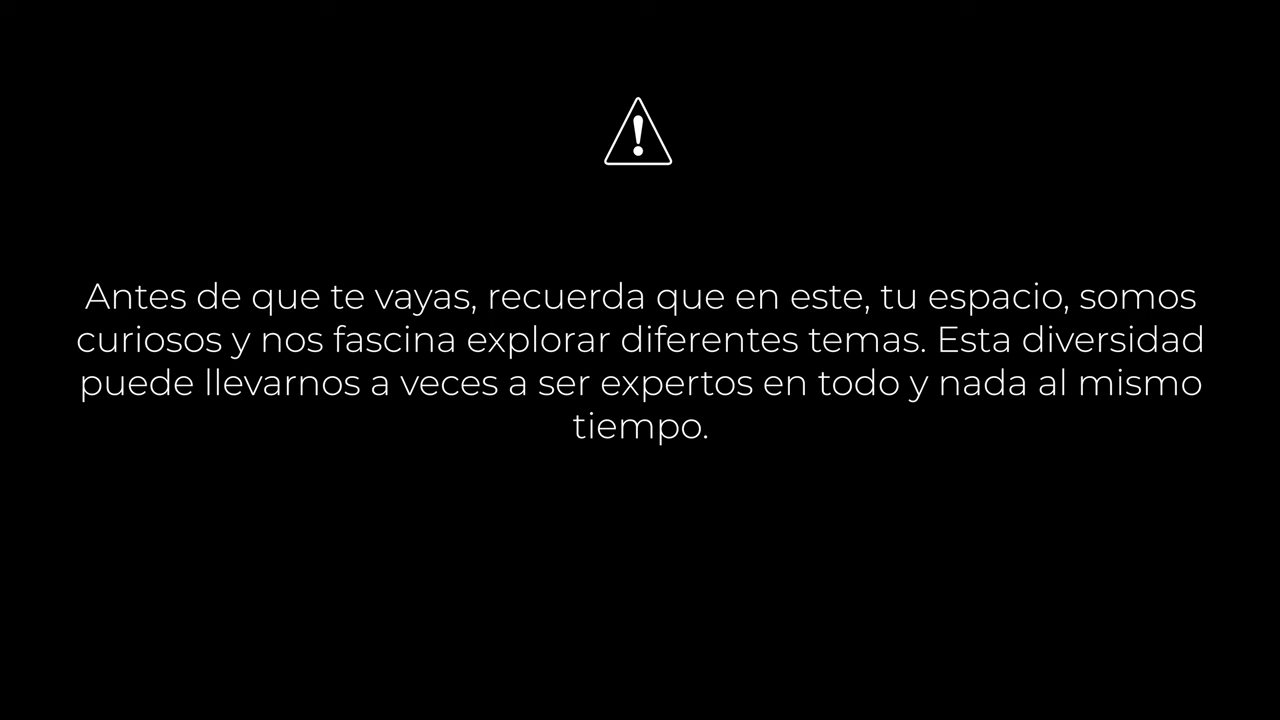 Antes de que te vayas, recuerda que en este, tu espacio, somos
curiosos y nos fascina explorar diferentes temas. Esta diversidad
puede llevarnos a veces a ser expertos en todo y nada al mismo
tiempo.